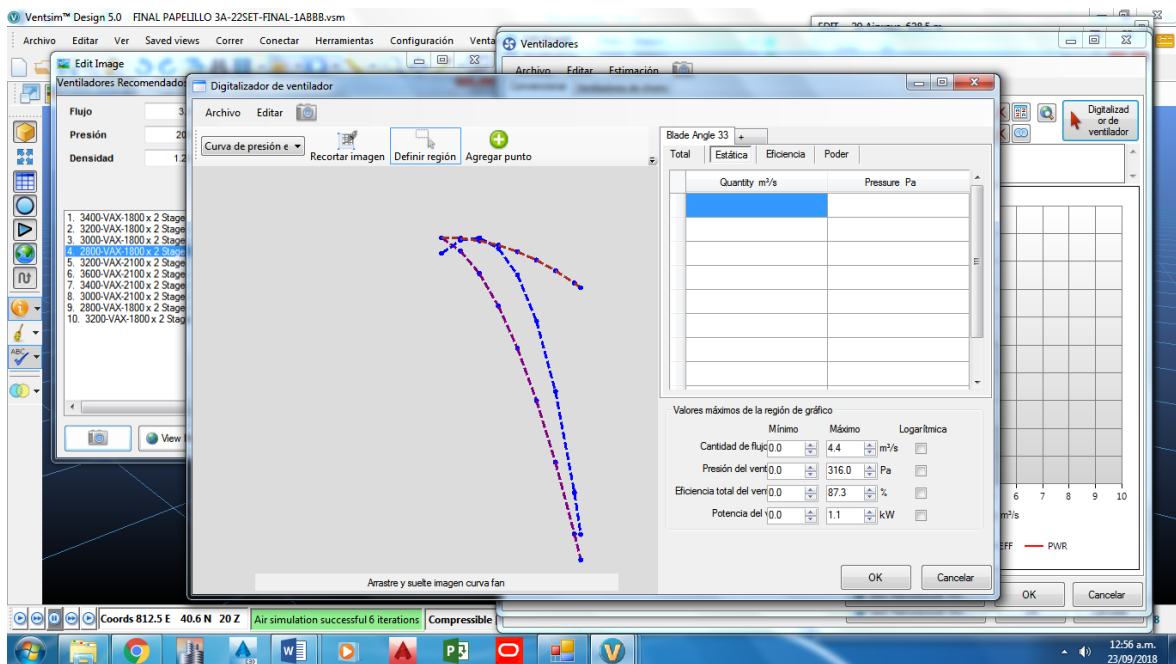 Ventsim™ Design 5.0 FINAL PAPELILLO 3A-22SET-FINAL-1ABBB.vsm
Archivo Editar Ver Saved views Correr Conectar Herramientas Configuración Venta
Edit Image
Ventiladores Recomendado
Flujo
Presión 20
Densidad 1.2
1. 3400-VAX-1800 x 2 Stage
2. 3200-VAX-1800 x 2 Stage
3. 3000-VAX-1800 x 2 Stage
4. 2800-VAX-1800 x 2 Stage
5. 3200-VAX-2100 x 2 Stage
6. 3600-VAX-2100 x 2 Stage
7. 3400-VAX-2100 x 2 Stage
8. 3000-VAX-2100 x 2 Stage
9. 2800-VAX-2100 x 2 Stage
10. 3200-VAX-1800 x 2 Stag
View
Ventiladores
Archivo Editar Estimación
Digitalizad
or de
ventilador
Digitalizador de ventilador
Archivo Editar
Curva de presión e
Recortar imagen
Definir región
Agregar punto
Arrastre y suelte imagen curva fan
Blade Angle 33 +
Total Estática Eficiencia Poder
Quantity m³/s Pressure Pa
Valores máximos de la región de gráfico
Mínimo Máximo Logarítmica
Cantidad de flujo 0.0 4.4 m³/s
Presión del vent 0.0 316.0 Pa
Eficiencia total del ven 0.0 87.3 %
Potencia del v 0.0 1.1 kW
OK Cancelar
6 7 8 9 10
m³/s
EFF PWR
OK Cancelar
Coords 812.5 E 40.6 N 20 Z
Air simulation successful 6 iterations
Compressible
12:56 a.m.
23/09/2018